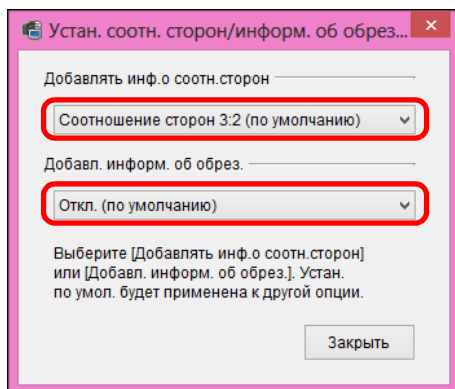 Устан. соотн. сторон/информ. об обрез...
Добавлять инф.о соотн.сторон
Соотношение сторон 3:2 (по умолчанию)
Добавл. информ. об обрез.
Откл. (по умолчанию)
Выберите [Добавлять инф.о соотн.сторон]
или [Добавл. информ. об обрез.]. Устан.
по умол. будет применена к другой опции.
Закрыть